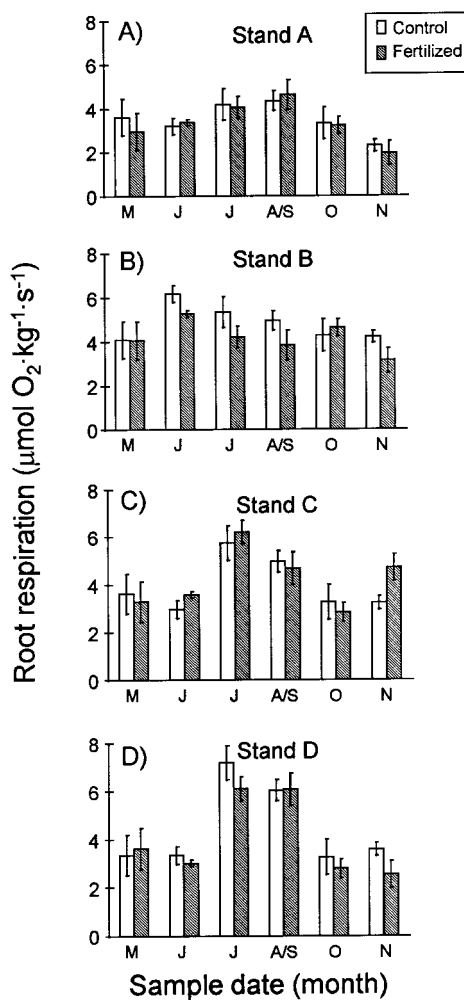 Control
Fertilized
A)
Stand A
8
6
4
2
0
M J J A/S O N
B)
Stand B
8
6
4
2
0
M J J A/S O N
C)
Stand C
8
6
4
2
0
M J J A/S O N
D)
Stand D
8
6
4
2
0
M J J A/S O N
Root respiration (μmol O₂·kg⁻¹·s⁻¹)
Sample date (month)